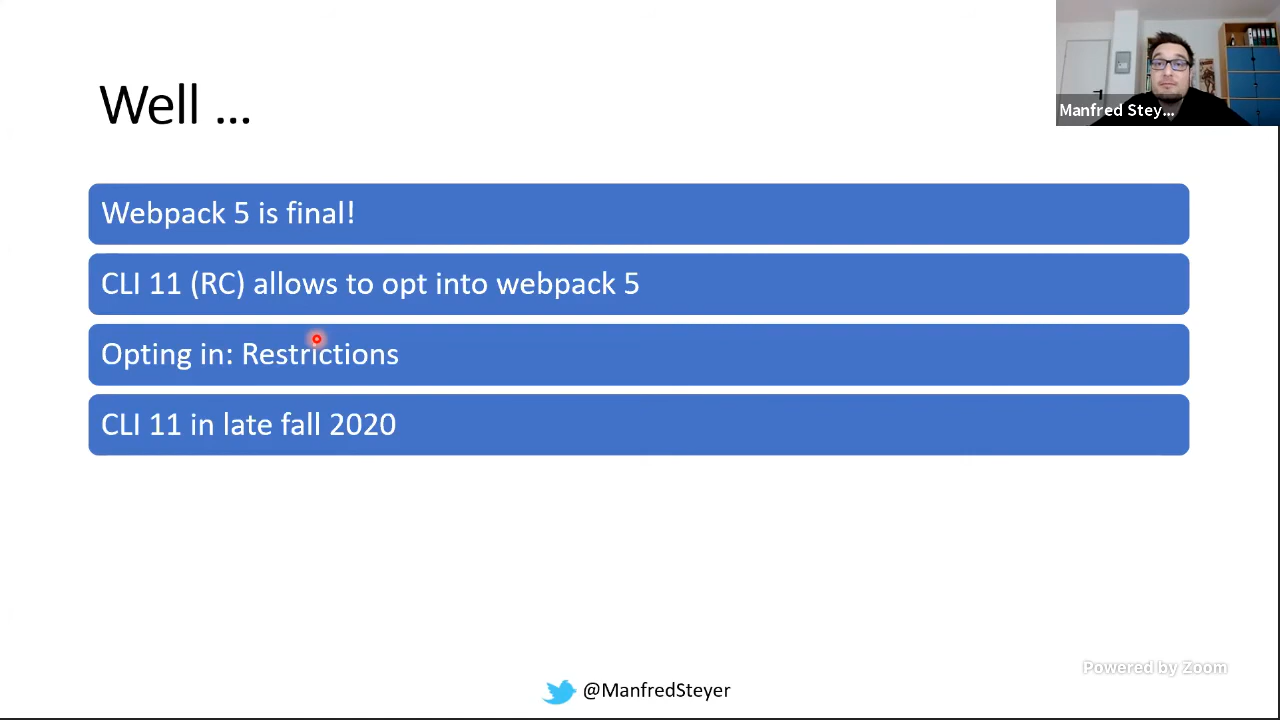 Well ...
Manfred Stey...
Webpack 5 is final!
CLI 11 (RC) allows to opt into webpack 5
Opting in: Restrictions
CLI 11 in late fall 2020
Powered by Zoom
@ManfredSteyer